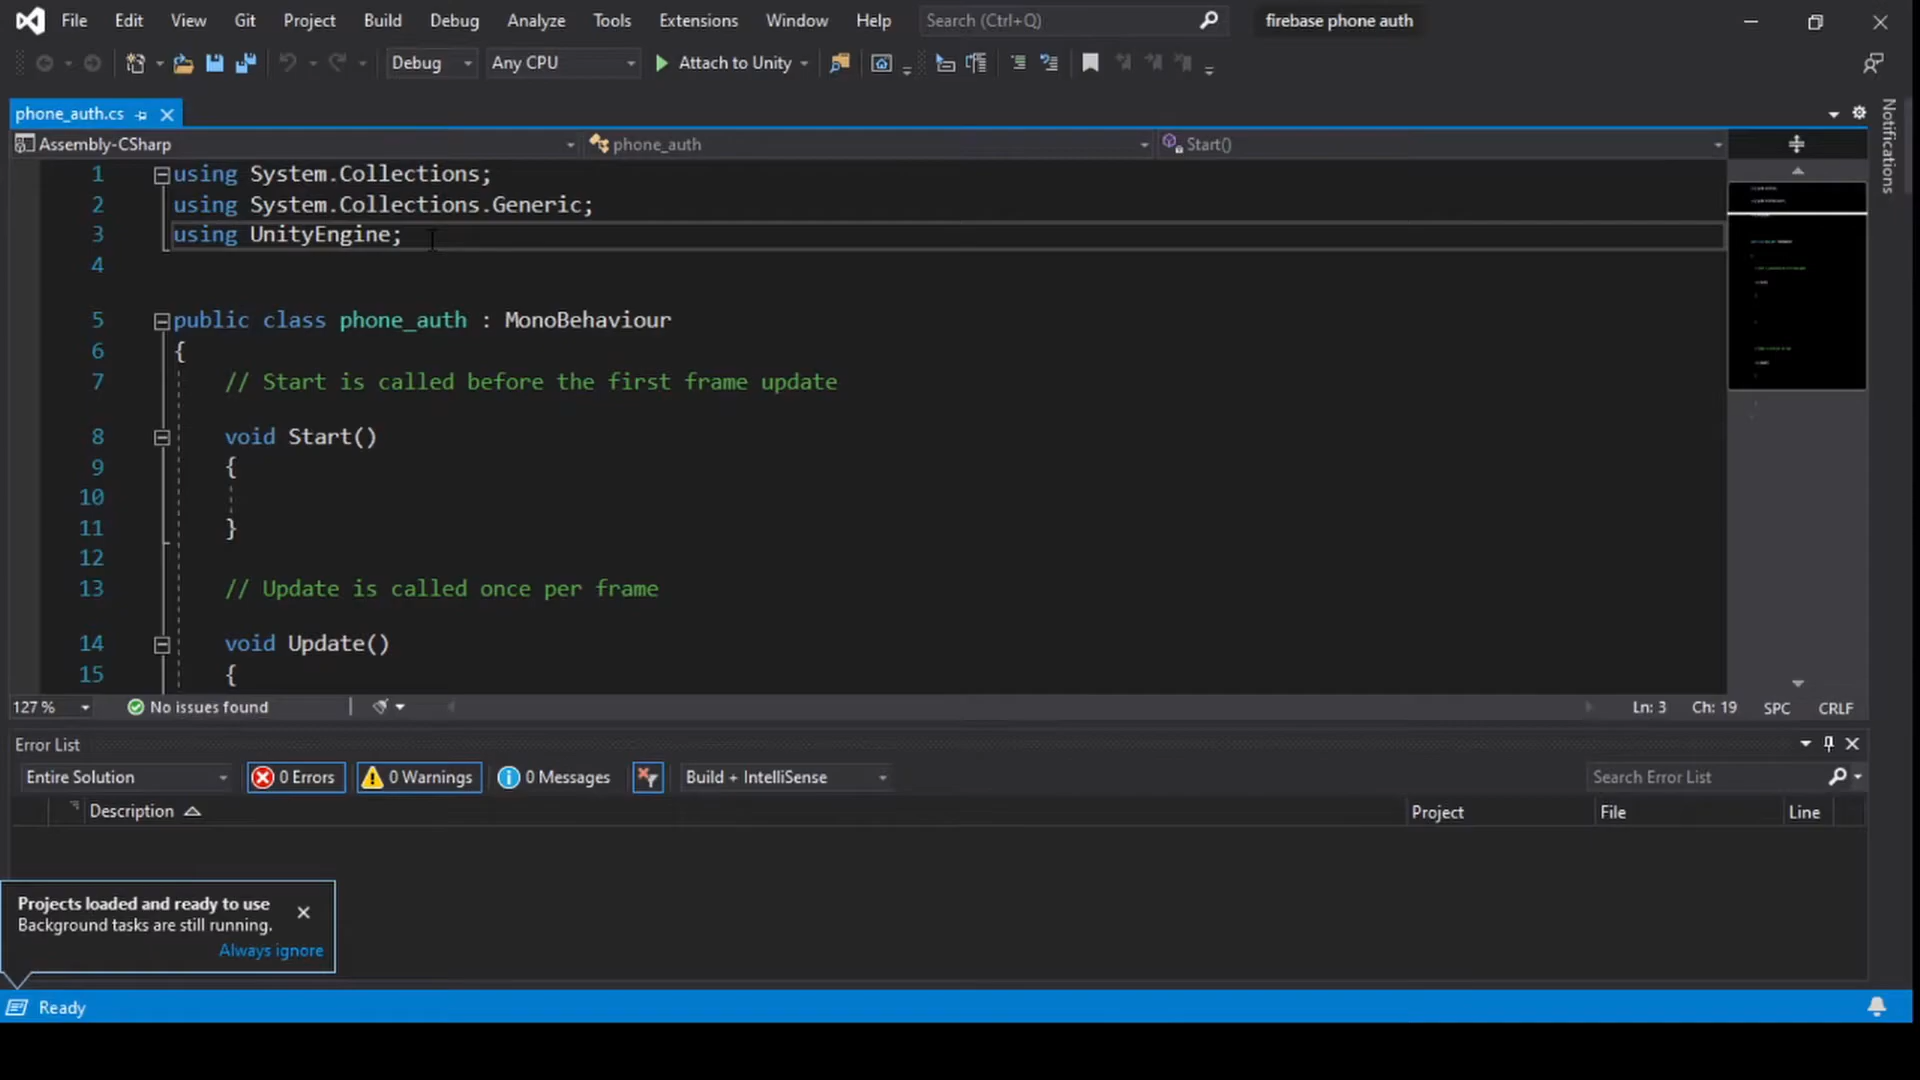 File Edit View Git Project Build Debug Analyze Tools Extensions Window Help Search (Ctrl+Q) firebase phone auth
Debug Any CPU Attach to Unity
phone_auth.cs
Notifications
Assembly-CSharp phone_auth Start()
1 using System.Collections;
2 using System.Collections.Generic;
3 using UnityEngine;
4
5 public class phone_auth : MonoBehaviour
6 {
7 // Start is called before the first frame update
8 void Start()
9 {
10
11 }
12
13 // Update is called once per frame
14 void Update()
15 {
127 % No issues found Ln: 3 Ch: 19 SPC CRLF
Error List
Entire Solution 0 Errors 0 Warnings 0 Messages Build + IntelliSense Search Error List
Description Project File Line
Projects loaded and ready to use
Background tasks are still running.
Always ignore
Ready